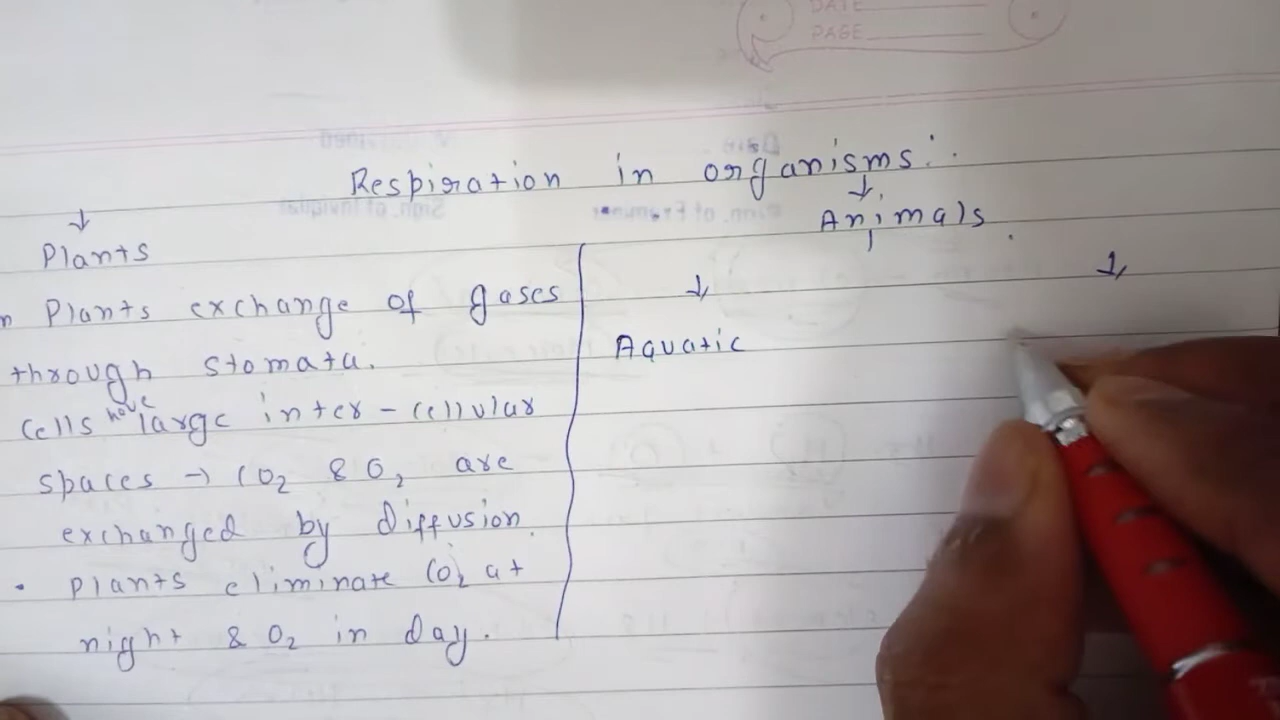 DATE
PAGE
Respiration in organisms:
↓ Plants
↓ Animals
Plants exchange of gases
through stomata.
Cells have large inter-cellular
spaces → CO2 & O2 are
exchanged by diffusion.
• Plants eliminate CO2 at
night & O2 in day.
↓ ↓
Aquatic